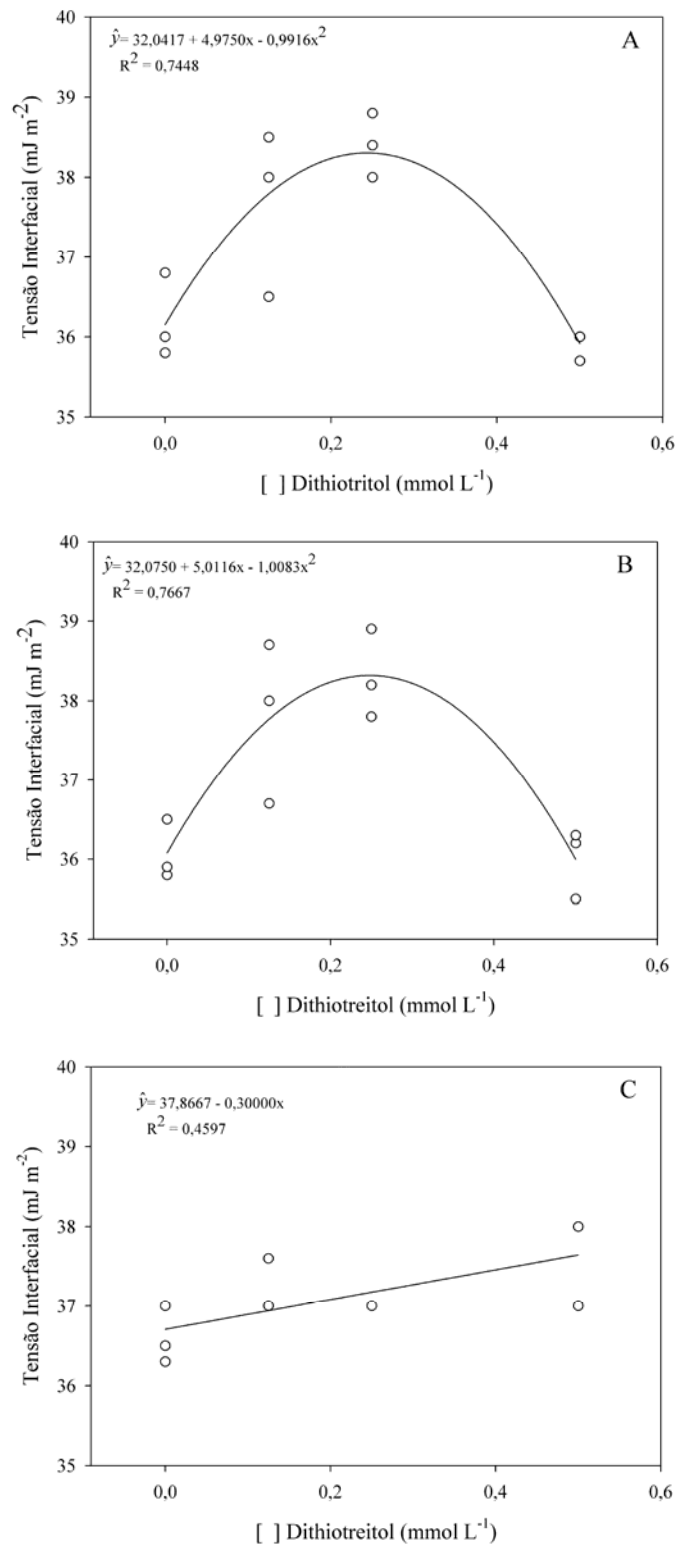 40
A
ŷ= 32,0417 + 4,9750x - 0,9916x²
R² = 0,7448
39
38
37
36
35
Tensão Interfacial (mJ m⁻²)
0,0 0,2 0,4 0,6
[ ] Dithiotritol (mmol L⁻¹)
40
B
ŷ= 32,0750 + 5,0116x - 1,0083x²
R² = 0,7667
39
38
37
36
35
Tensão Interfacial (mJ m⁻²)
0,0 0,2 0,4 0,6
[ ] Dithiotreitol (mmol L⁻¹)
40
C
ŷ= 37,8667 - 0,30000x
R² = 0,4597
39
38
37
36
35
Tensão Interfacial (mJ m⁻²)
0,0 0,2 0,4 0,6
[ ] Dithiotreitol (mmol L⁻¹)